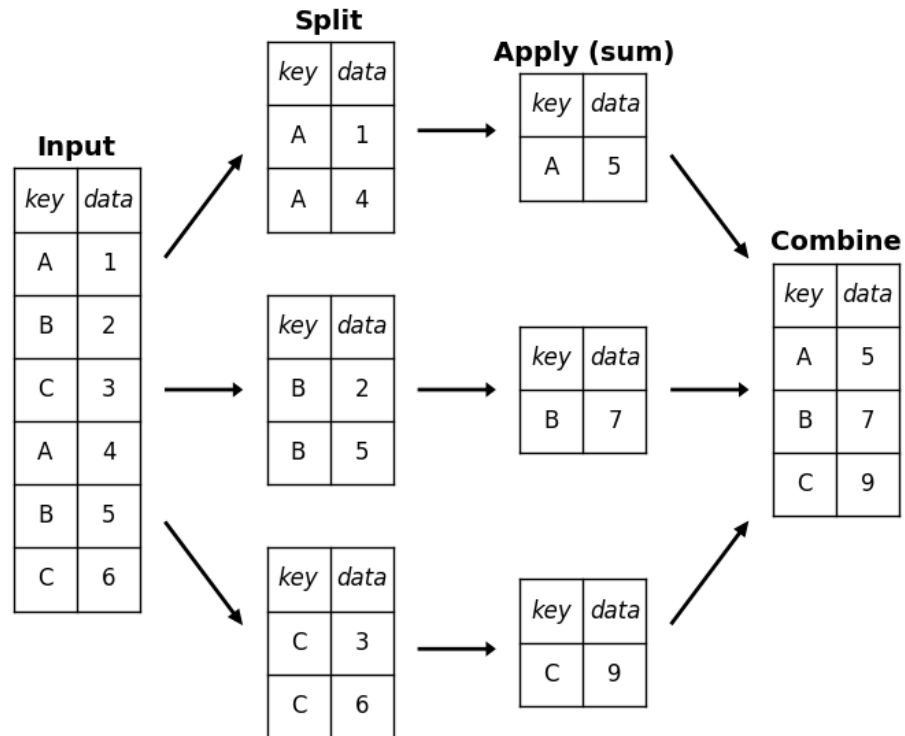 Input
key data
A 1
B 2
C 3
A 4
B 5
C 6
Split
key data
A 1
A 4
key data
B 2
B 5
key data
C 3
C 6
Apply (sum)
key data
A 5
key data
B 7
key data
C 9
Combine
key data
A 5
B 7
C 9